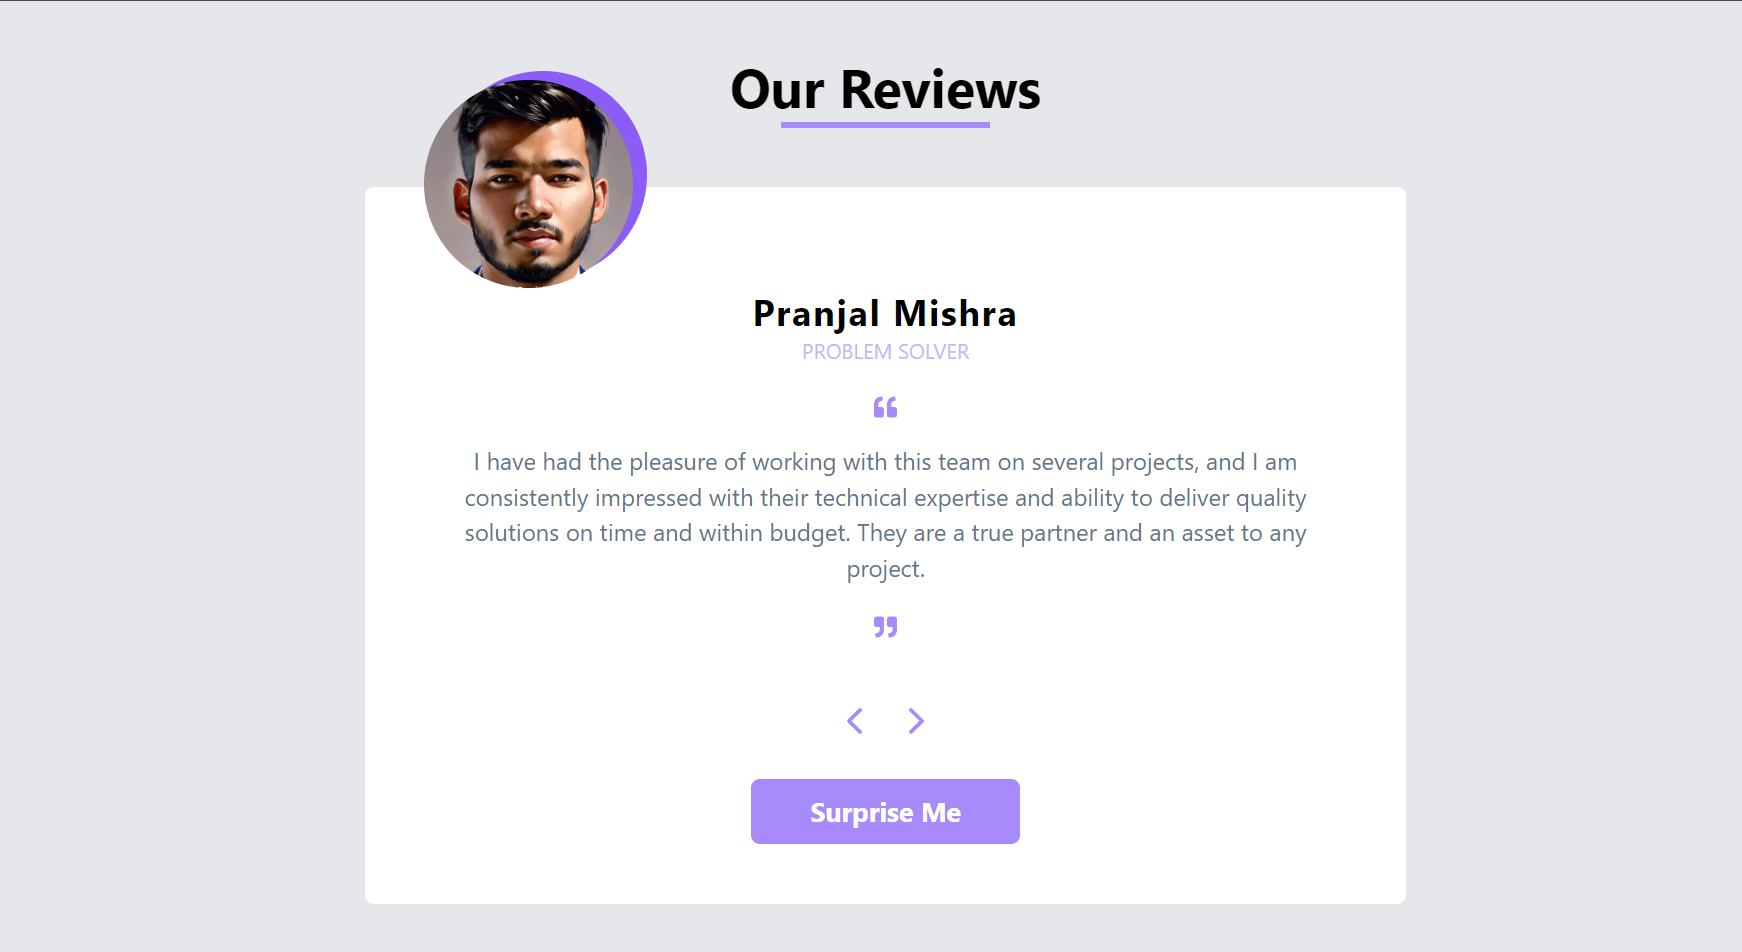 Our Reviews
Pranjal Mishra
PROBLEM SOLVER
“
I have had the pleasure of working with this team on several projects, and I am
consistently impressed with their technical expertise and ability to deliver quality
solutions on time and within budget. They are a true partner and an asset to any
project.
”
Surprise Me